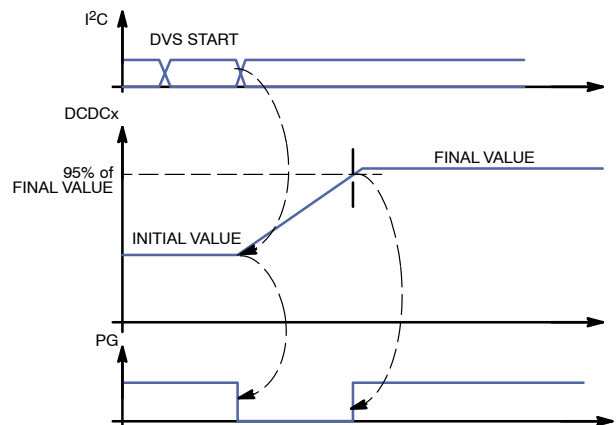 I²C
DVS START
DCDCx
95% of
FINAL VALUE
FINAL VALUE
INITIAL VALUE
PG